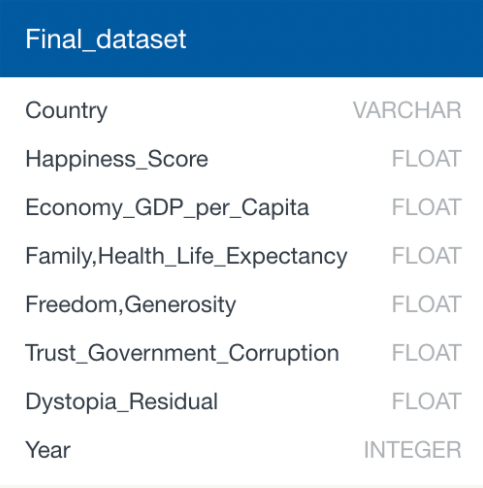 Final_dataset
Country VARCHAR
Happiness_Score FLOAT
Economy_GDP_per_Capita FLOAT
Family,Health_Life_Expectancy FLOAT
Freedom,Generosity FLOAT
Trust_Government_Corruption FLOAT
Dystopia_Residual FLOAT
Year INTEGER